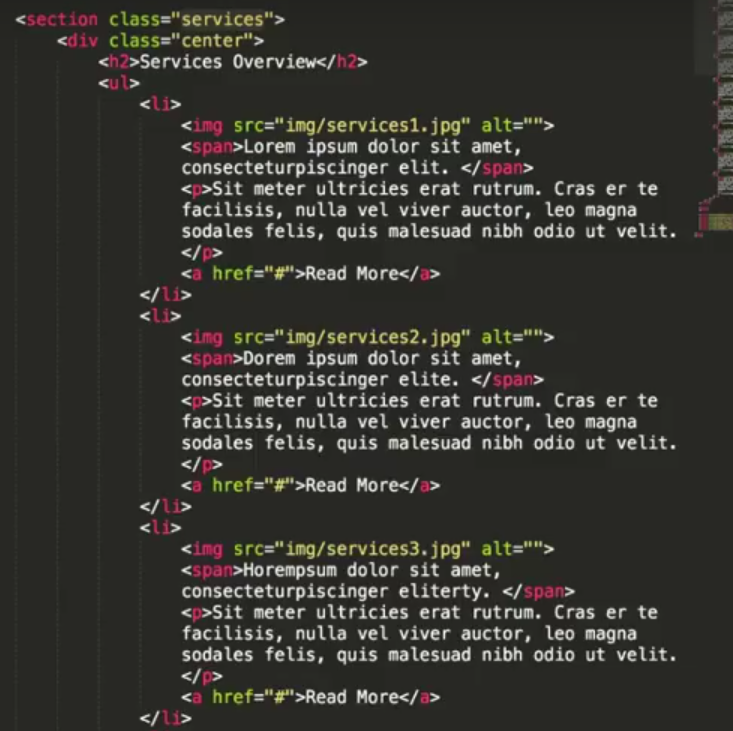 <section class="services">
<div class="center">
<h2>Services Overview</h2>
<ul>
<li>
<img src="img/services1.jpg" alt="">
<span>Lorem ipsum dolor sit amet,
consecteturpiscinger elit. </span>
<p>Sit meter ultricies erat rutrum. Cras er te
facilisis, nulla vel viver auctor, leo magna
sodales felis, quis malesuad nibh odio ut velit.
</p>
<a href="#">Read More</a>
</li>
<li>
<img src="img/services2.jpg" alt="">
<span>Dorem ipsum dolor sit amet,
consecteturpiscinger elite. </span>
<p>Sit meter ultricies erat rutrum. Cras er te
facilisis, nulla vel viver auctor, leo magna
sodales felis, quis malesuad nibh odio ut velit.
</p>
<a href="#">Read More</a>
</li>
<li>
<img src="img/services3.jpg" alt="">
<span>Horempsum dolor sit amet,
consecteturpiscinger eliterty. </span>
<p>Sit meter ultricies erat rutrum. Cras er te
facilisis, nulla vel viver auctor, leo magna
sodales felis, quis malesuad nibh odio ut velit.
</p>
<a href="#">Read More</a>
</li>